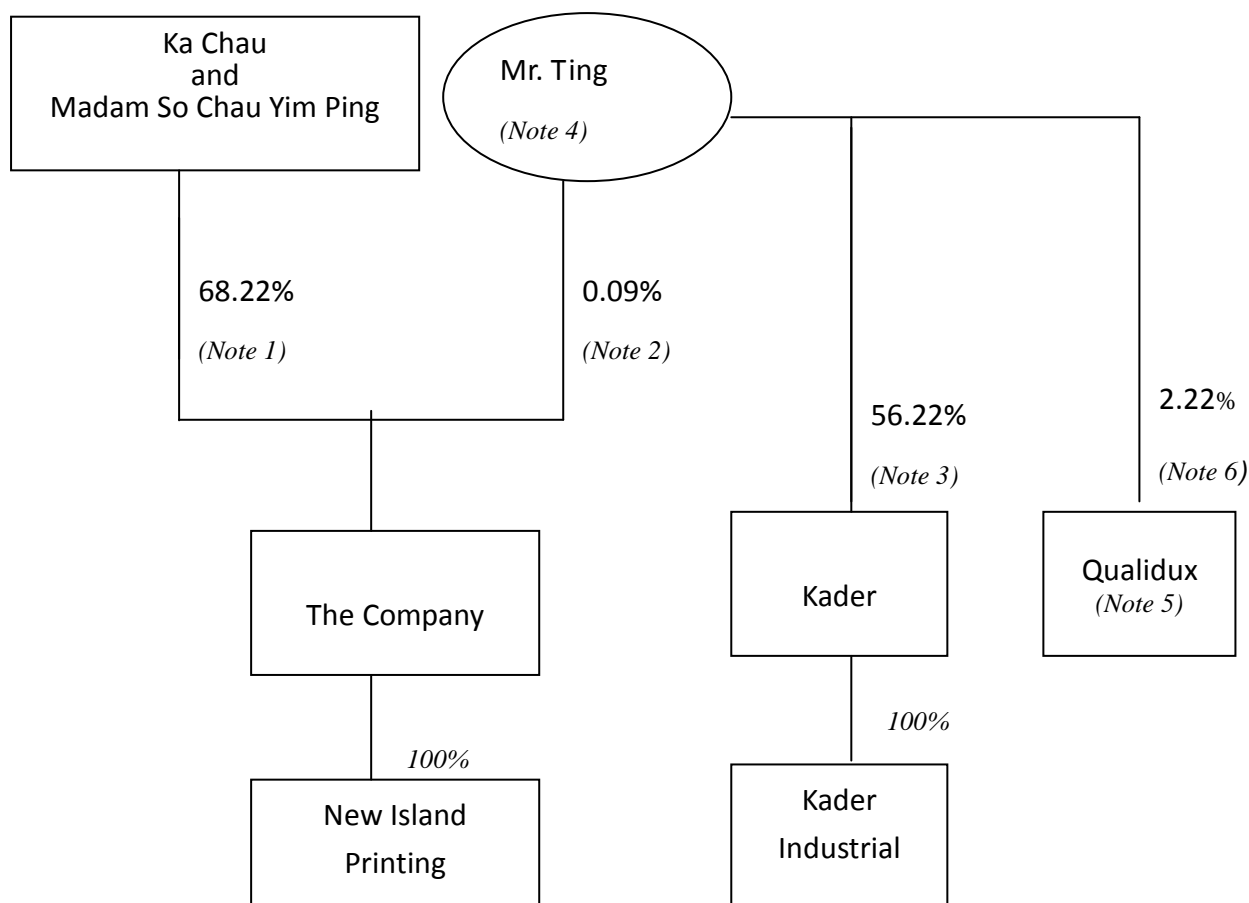 Ka Chau
and
Madam So Chau Yim Ping
Mr. Ting
(Note 4)
68.22%
(Note 1)
0.09%
(Note 2)
56.22%
(Note 3)
2.22%
(Note 6)
The Company
Kader
Qualidux
(Note 5)
100%
100%
New Island
Printing
Kader
Industrial